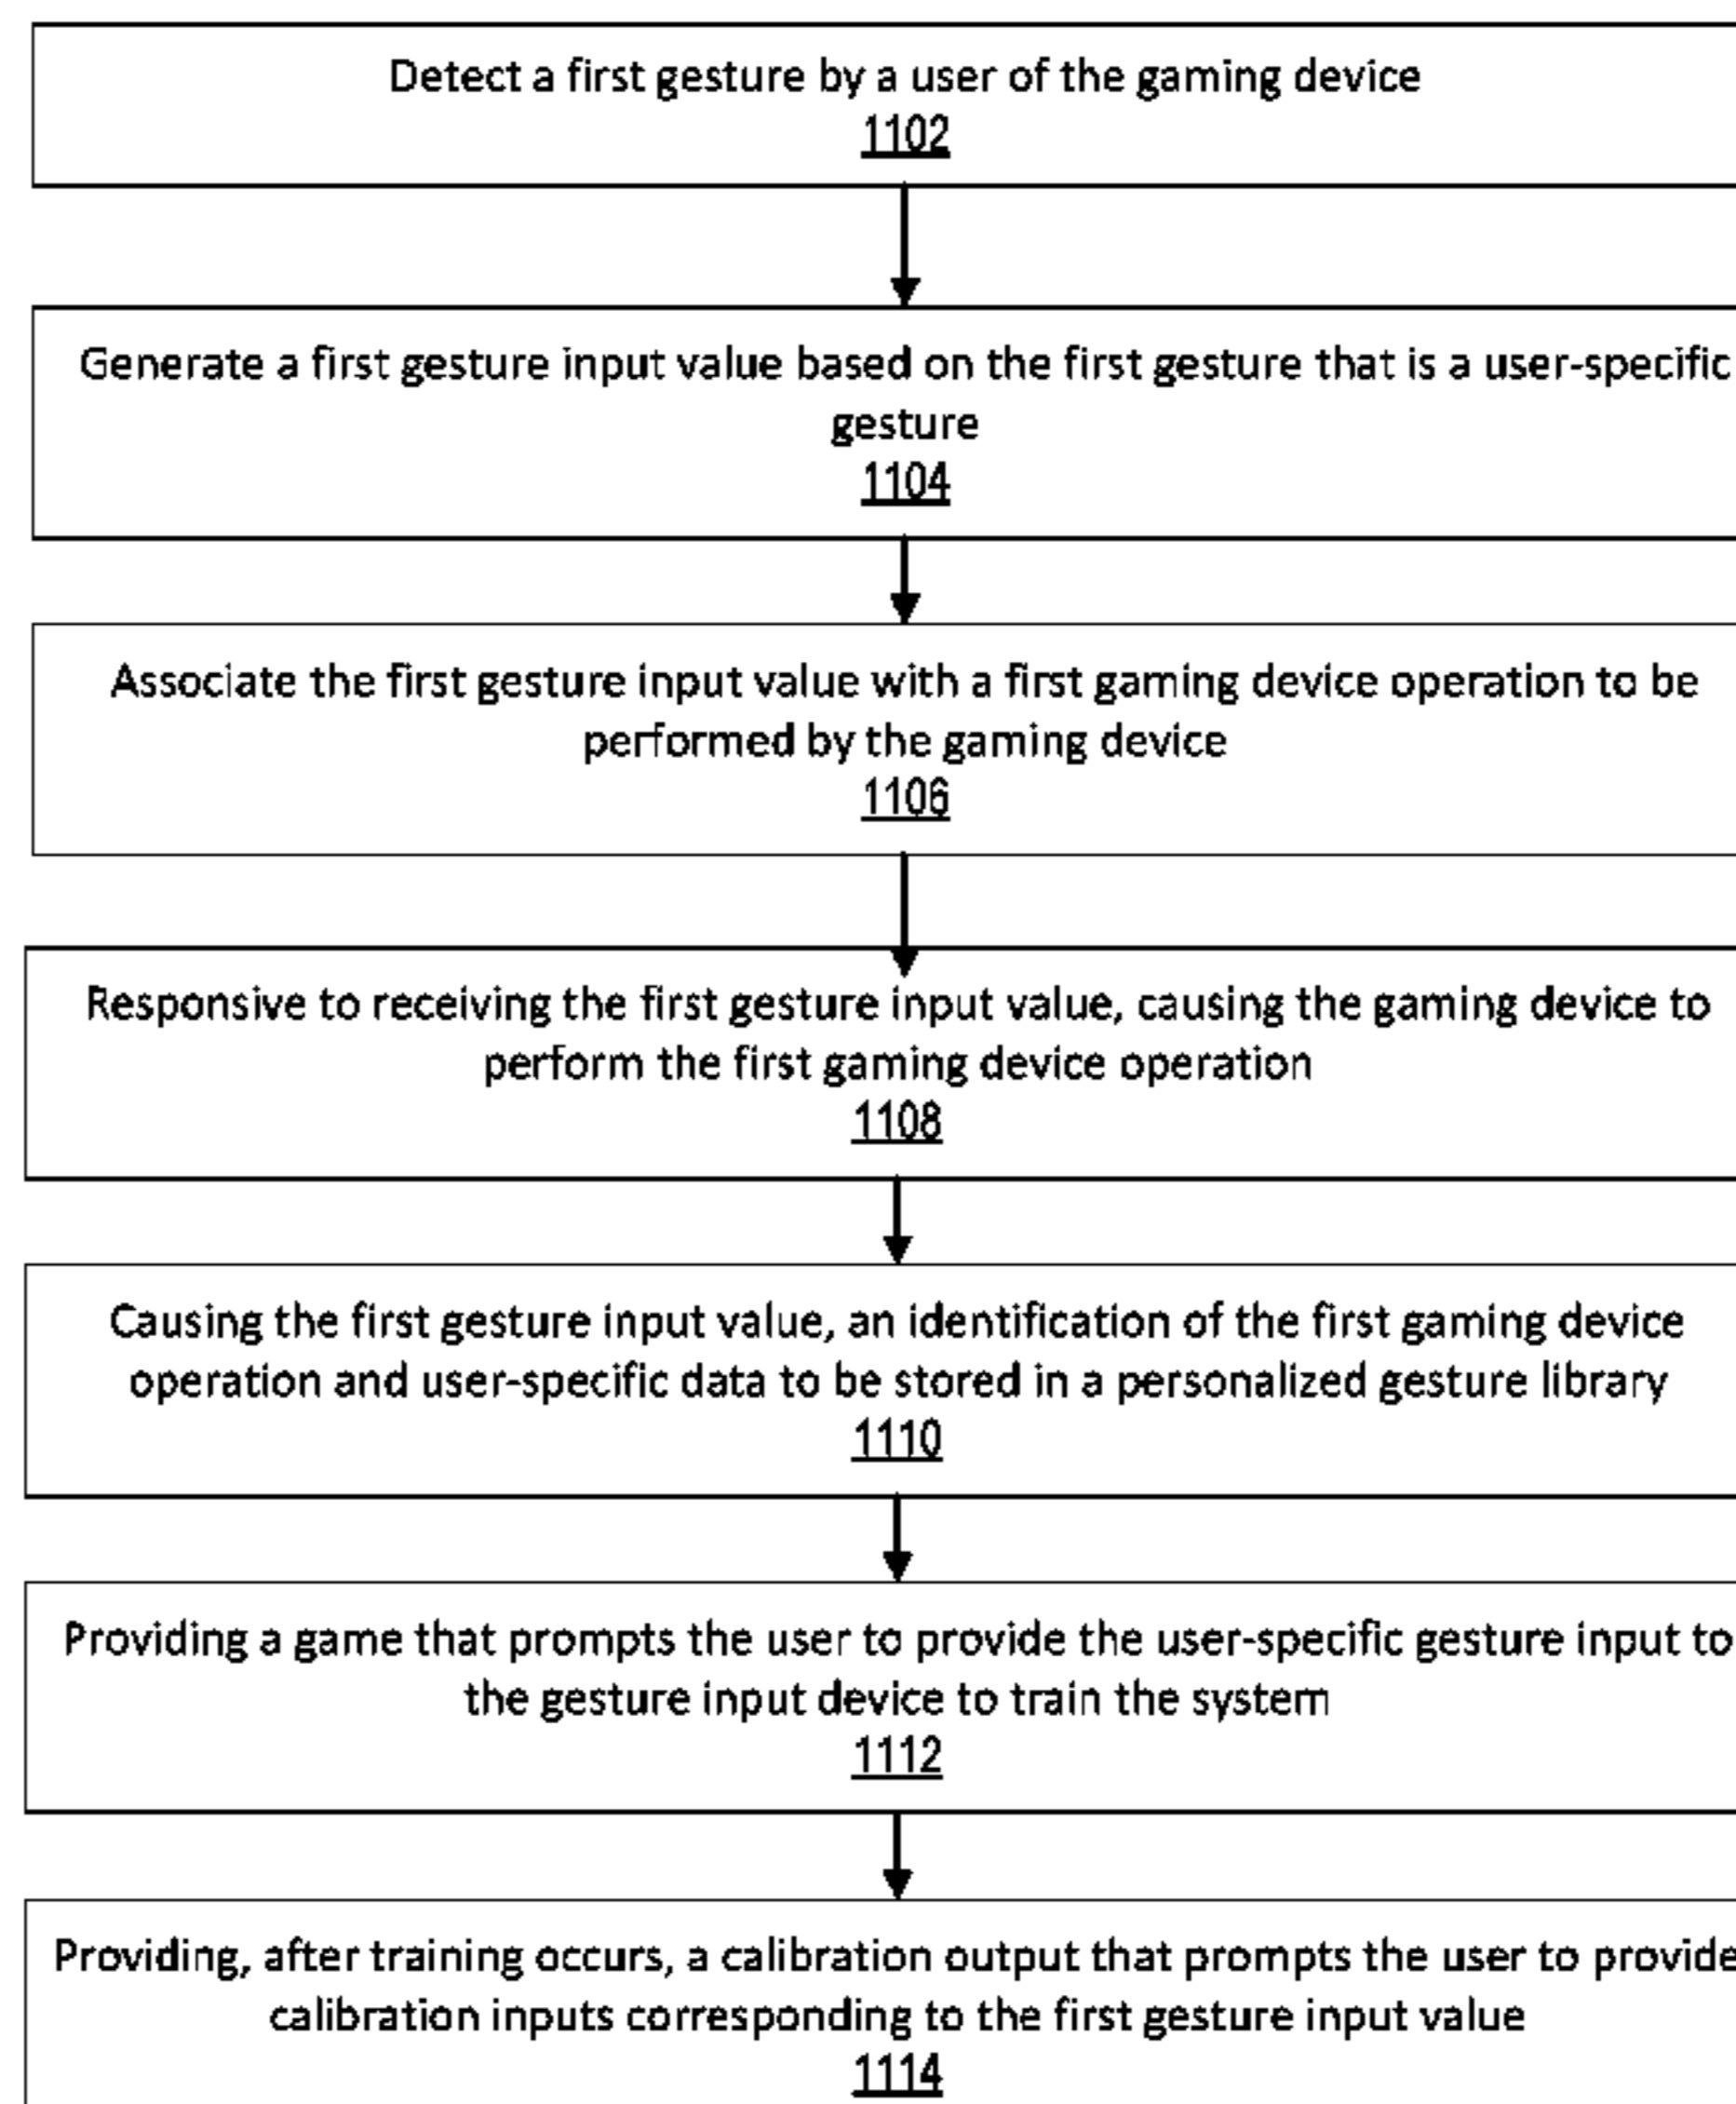 Detect a first gesture by a user of the gaming device
1102
Generate a first gesture input value based on the first gesture that is a user-specific
gesture
1104
Associate the first gesture input value with a first gaming device operation to be
performed by the gaming device
1106
Responsive to receiving the first gesture input value, causing the gaming device to
perform the first gaming device operation
1108
Causing the first gesture input value, an identification of the first gaming device
operation and user-specific data to be stored in a personalized gesture library
1110
Providing a game that prompts the user to provide the user-specific gesture input to
the gesture input device to train the system
1112
Providing, after training occurs, a calibration output that prompts the user to provide
calibration inputs corresponding to the first gesture input value
1114